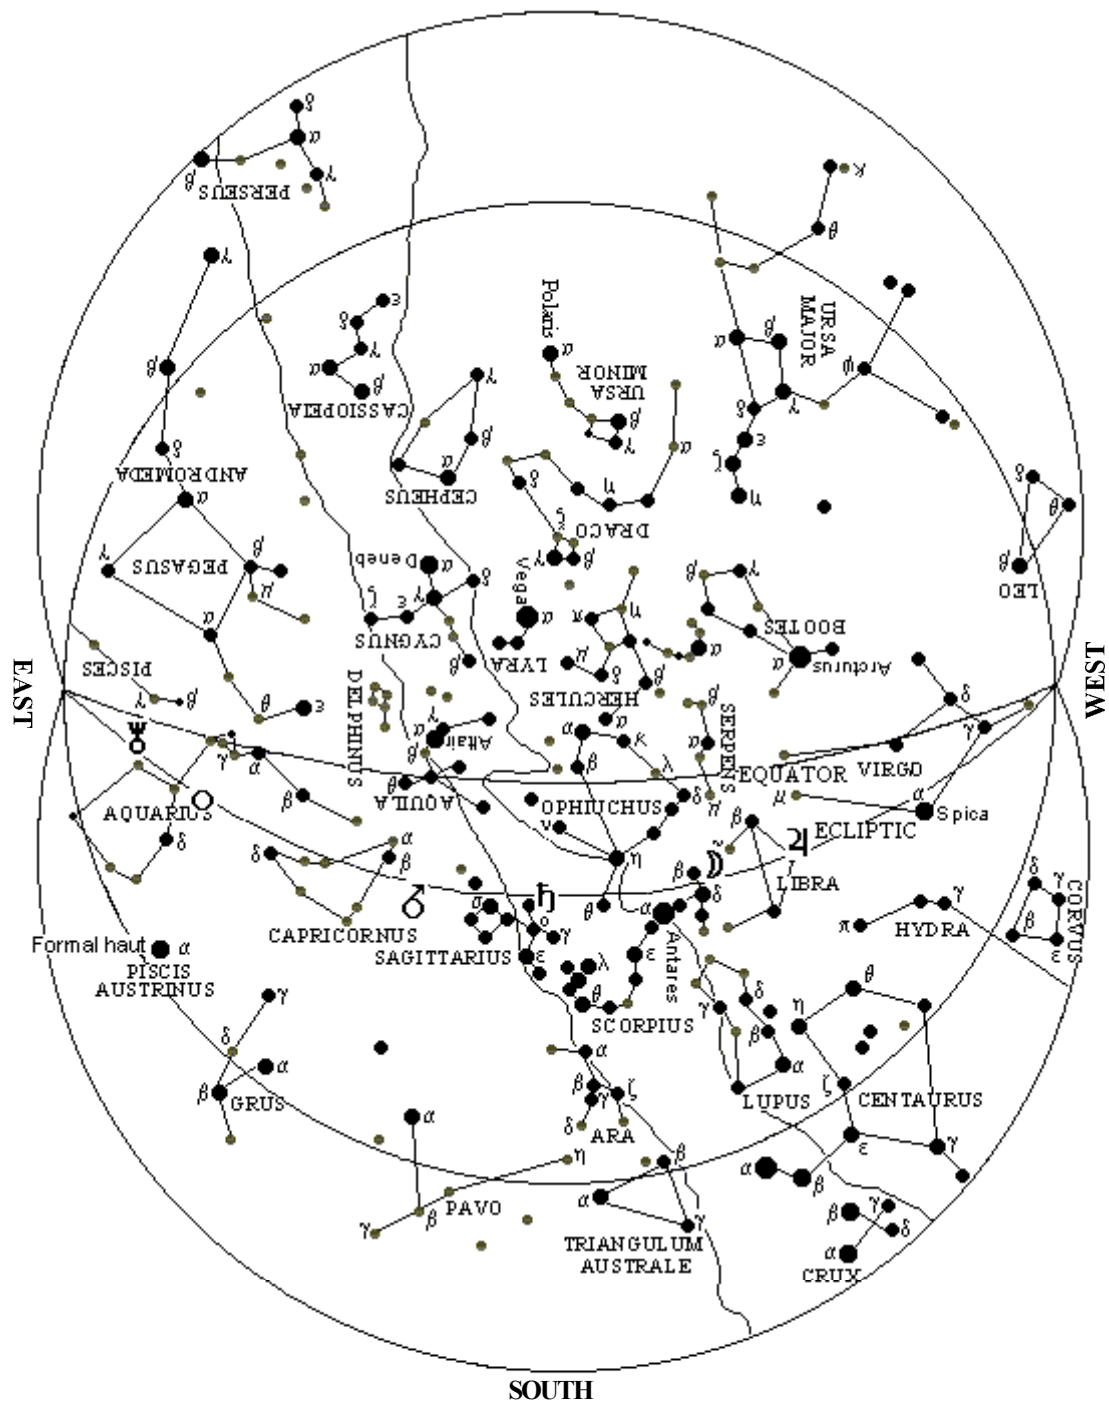 δ
α
β
γ
PERSEUS
κ
θ
γ
Polaris
α
URSA
MINOR
β
γ
URSA
MAJOR
α
β
γ
δ
ε
ζ
η
ψ
ε
δ
γ
α
β
CASSIOPEIA
γ
β
α
CEPHEUS
β
δ
ANDROMEDA
α
δ
η
α
ζ
γ
β
DRACO
δ
θ
β
LEO
γ
PEGASUS
β
μ
α
θ
ε
Deneb
α
δ
γ
ε
ζ
β
CYGNUS
Vega
α
LYRA
π
η
μ
δ
β
α
HERCULES
α
β
γ
BOOTES
α
Arcturus
EAST
WEST
PISCES
γ
β
DELPHINUS
γ
α
Altair
β
θ
AQUILA
α
κ
β
λ
δ
OPHIUCHUS
ν
η
θ
β
α
μ
SERPENS
EQUATOR
VIRGO
δ
γ
α
Spica
μ
ECLIPTIC
♆
γ
α
β
AQUARIUS
δ
δ
α
β
CAPRICORNUS
♄
σ
δ
γ
ε
SAGITTARIUS
β
δ
α
Antares
ε
λ
θ
SCORPIUS
♃
β
γ
LIBRA
π
γ
HYDRA
δ
γ
β
ε
CORVUS
Formal haut
α
PISCIS
AUSTRINUS
γ
δ
α
β
GRUS
γ
δ
β
α
LUPUS
θ
η
ζ
ε
γ
α
β
CENTAURUS
α
β
γ
ζ
δ
ARA
α
η
β
γ
PAVO
β
α
γ
TRIANGULUM
AUSTRALE
γ
β
δ
α
CRUX
SOUTH